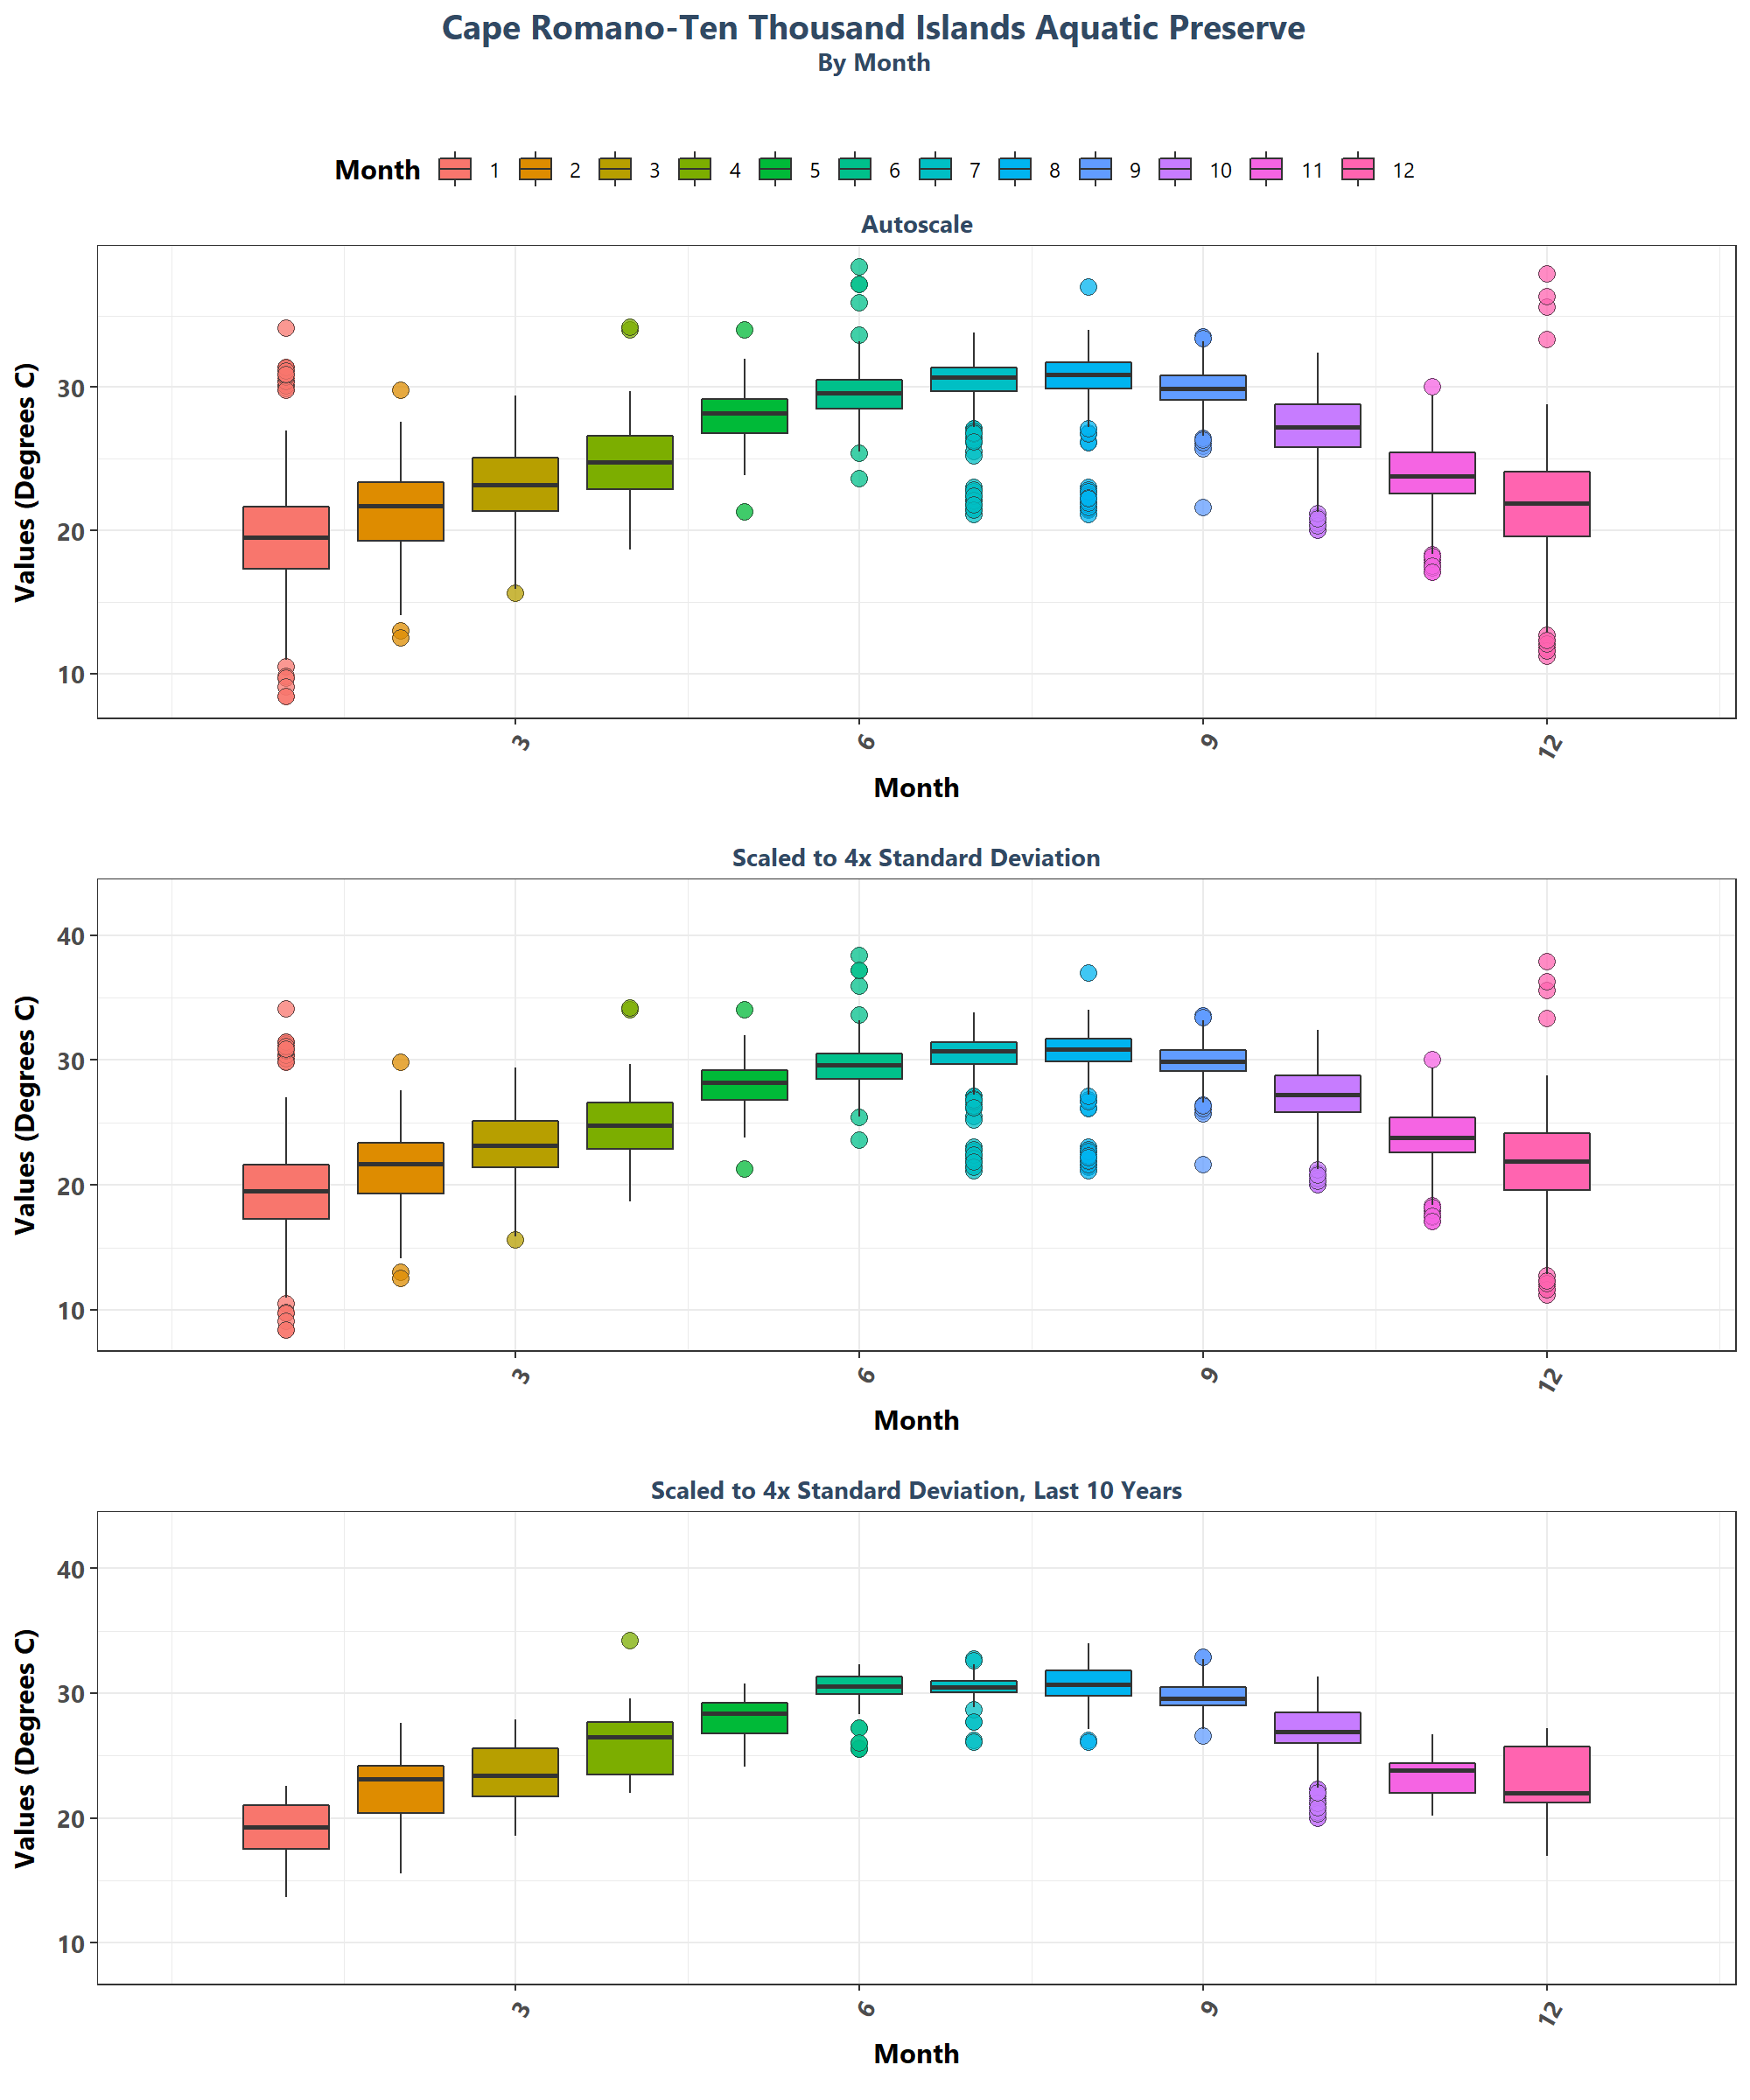 Cape Romano-Ten Thousand Islands Aquatic Preserve
By Month
Month 1 2 3 4 5 6 7 8 9 10 11 12
Autoscale
Values (Degrees C)
30
20
10
3 6 9 12
Month
Scaled to 4x Standard Deviation
Values (Degrees C)
40
30
20
10
3 6 9 12
Month
Scaled to 4x Standard Deviation, Last 10 Years
Values (Degrees C)
40
30
20
10
3 6 9 12
Month